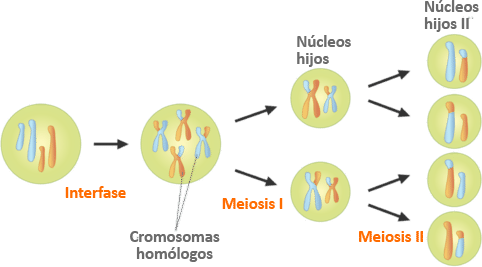 Núcleos
hijos
Núcleos
hijos II
Interfase
Meiosis I
Cromosomas
homólogos
Meiosis II